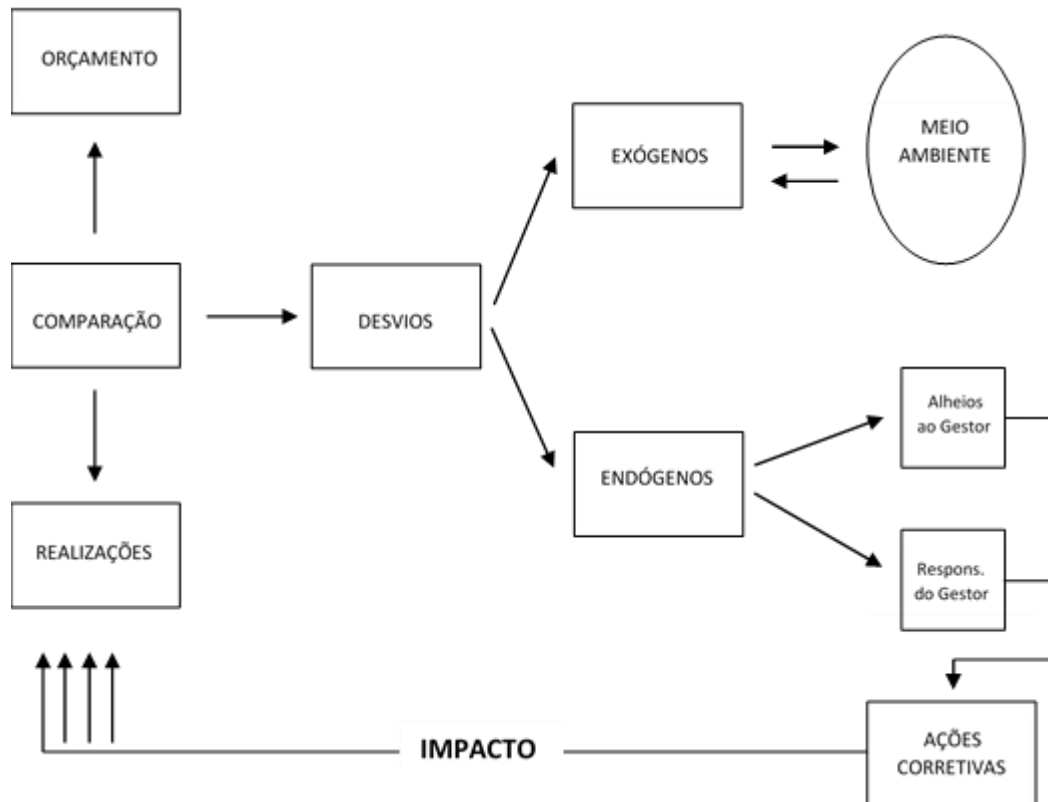 ORÇAMENTO
EXÓGENOS
MEIO
AMBIENTE
COMPARAÇÃO
DESVIOS
Alheios
ao Gestor
ENDÓGENOS
REALIZAÇÕES
Respons.
do Gestor
IMPACTO
AÇÕES
CORRETIVAS